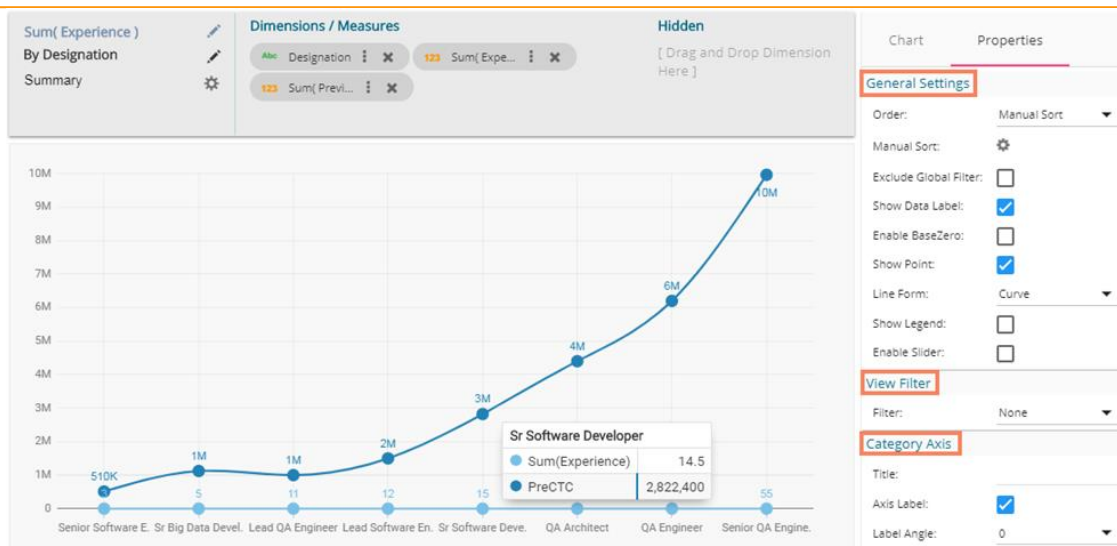 Sum( Experience )
By Designation
Summary
Dimensions / Measures
Abc Designation
123 Sum( Expe...
123 Sum( Previ...
Hidden
[ Drag and Drop Dimension
Here ]
10M
9M
8M
7M
6M
5M
4M
3M
2M
1M
0
510K
1M
1M
2M
3M
4M
6M
10M
3
5
11
12
15
55
Sr Software Developer
Sum(Experience) 14.5
PreCTC 2,822,400
Senior Software E. Sr Big Data Devel. Lead QA Engineer Lead Software En. Sr Software Deve. QA Architect QA Engineer Senior QA Engine.
Chart Properties
General Settings
Order: Manual Sort
Manual Sort:
Exclude Global Filter:
Show Data Label:
Enable BaseZero:
Show Point:
Line Form: Curve
Show Legend:
Enable Slider:
View Filter
Filter: None
Category Axis
Title:
Axis Label:
Label Angle: 0